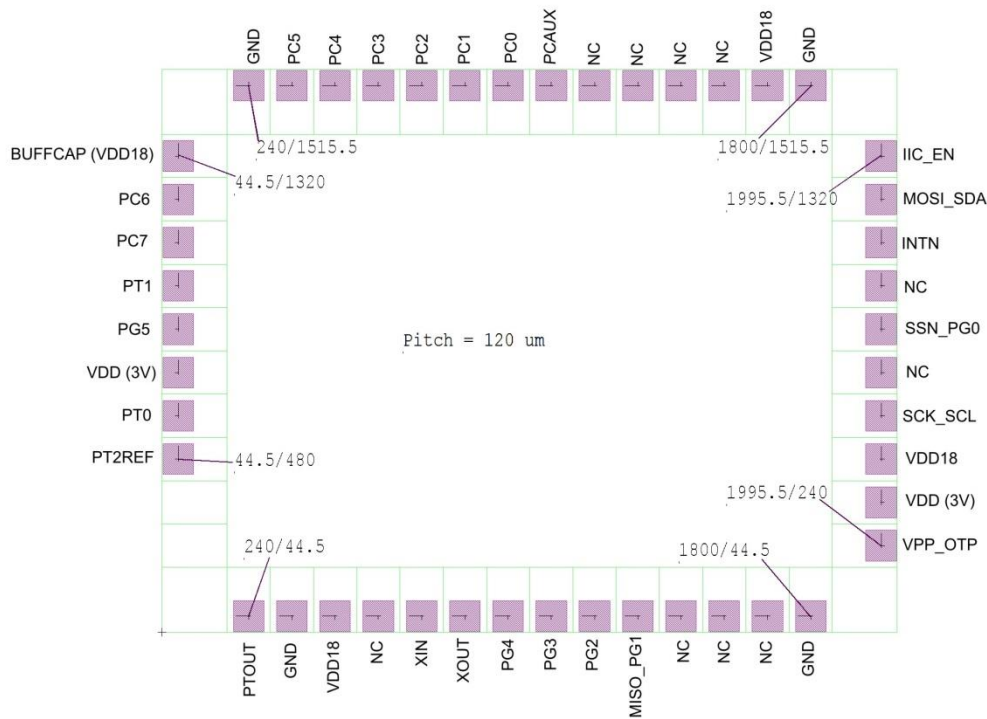 GND
PC5
PC4
PC3
PC2
PC1
PC0
PCAUX
NC
NC
NC
NC
VDD18
GND
240/1515.5
1800/1515.5
BUFFCAP (VDD18)
44.5/1320
1995.5/1320
IIC_EN
PC6
MOSI_SDA
PC7
INTN
PT1
NC
PG5
SSN_PG0
Pitch = 120 um
VDD (3V)
NC
PT0
SCK_SCL
PT2REF
44.5/480
VDD18
1995.5/240
VDD (3V)
240/44.5
1800/44.5
VPP_OTP
PTOUT
GND
VDD18
NC
XIN
XOUT
PG4
PG3
PG2
MISO_PG1
NC
NC
NC
GND